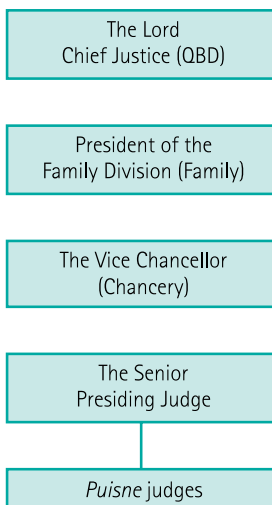 The Lord
Chief Justice (QBD)
President of the
Family Division (Family)
The Vice Chancellor
(Chancery)
The Senior
Presiding Judge
Puisne judges